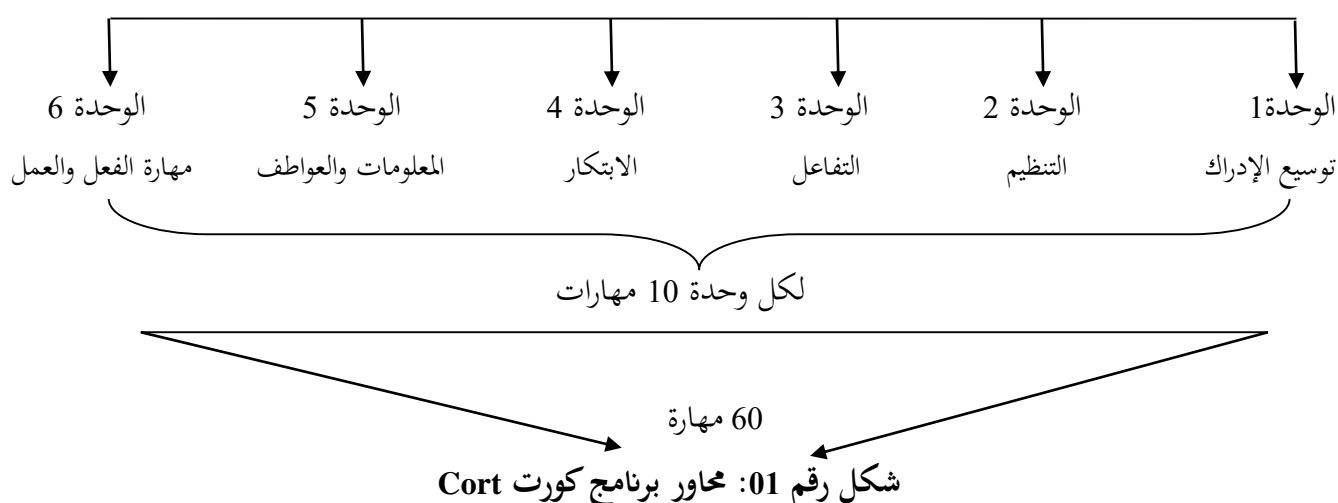 الوحدة1 الوحدة 2 الوحدة 3 الوحدة 4 الوحدة 5 الوحدة 6
توسيع الإدراك التنظيم التفاعل الابتكار المعلومات والعواطف مهارة الفعل والعمل
لكل وحدة 10 مهارات
60 مهارة
شكل رقم 01: محاور برنامج كورت Cort